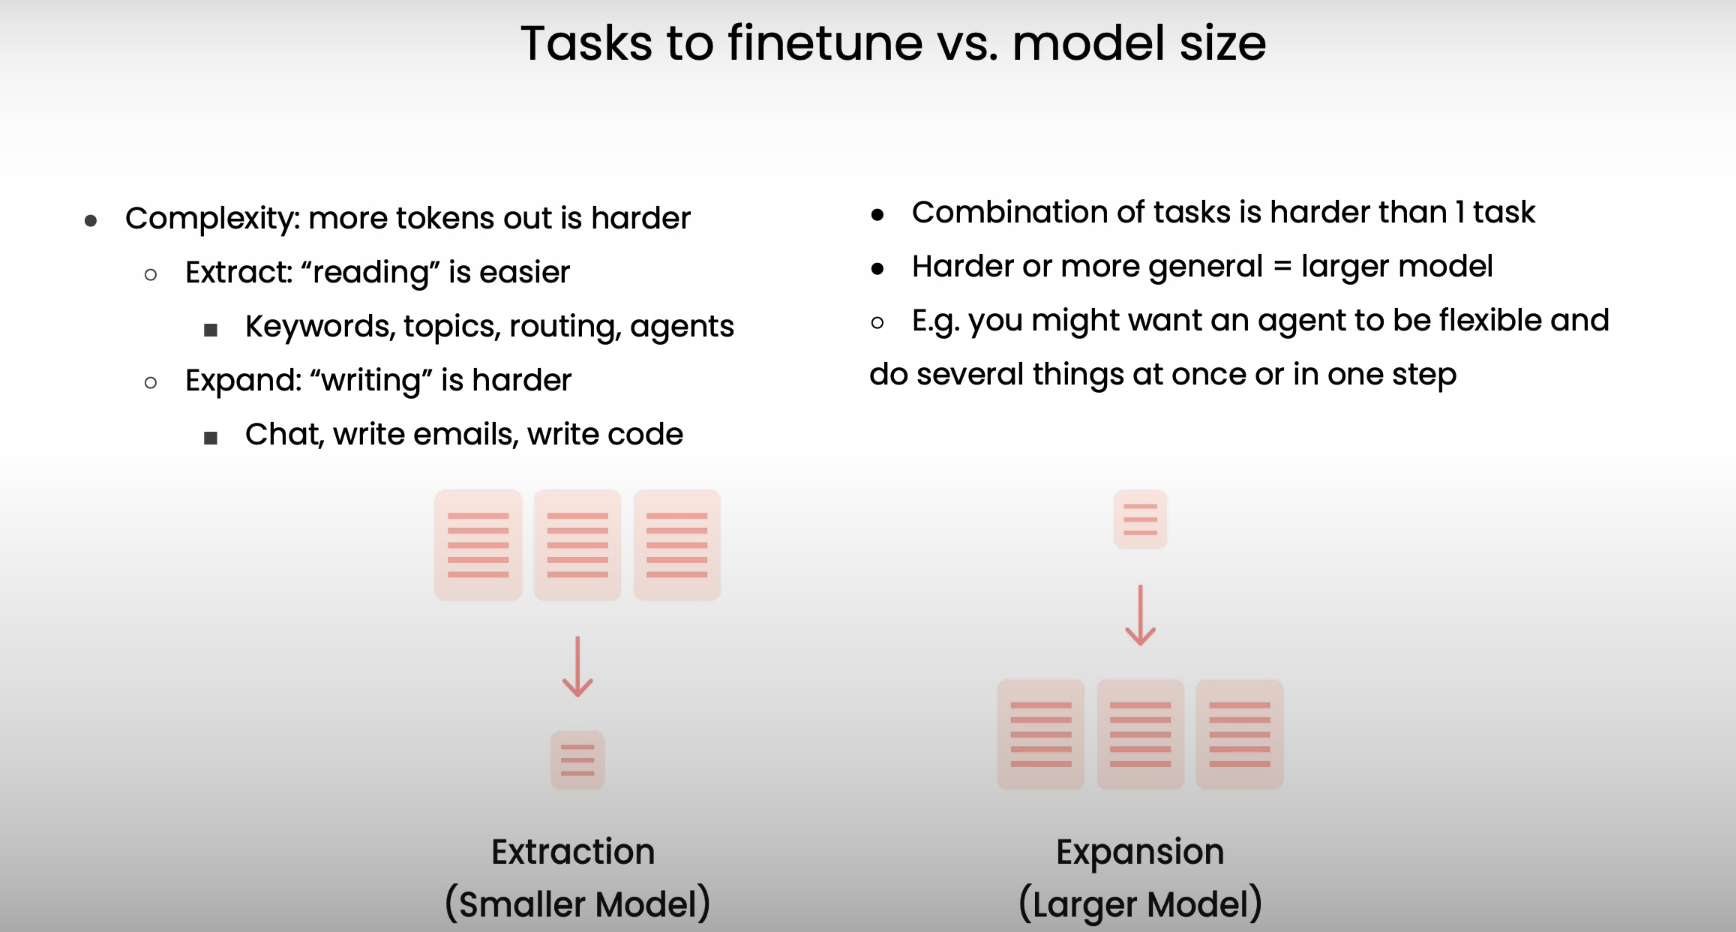 Tasks to finetune vs. model size
● Complexity: more tokens out is harder
○ Extract: “reading” is easier
■ Keywords, topics, routing, agents
○ Expand: “writing” is harder
■ Chat, write emails, write code
● Combination of tasks is harder than 1 task
● Harder or more general = larger model
○ E.g. you might want an agent to be flexible and
do several things at once or in one step
Extraction
(Smaller Model)
Expansion
(Larger Model)